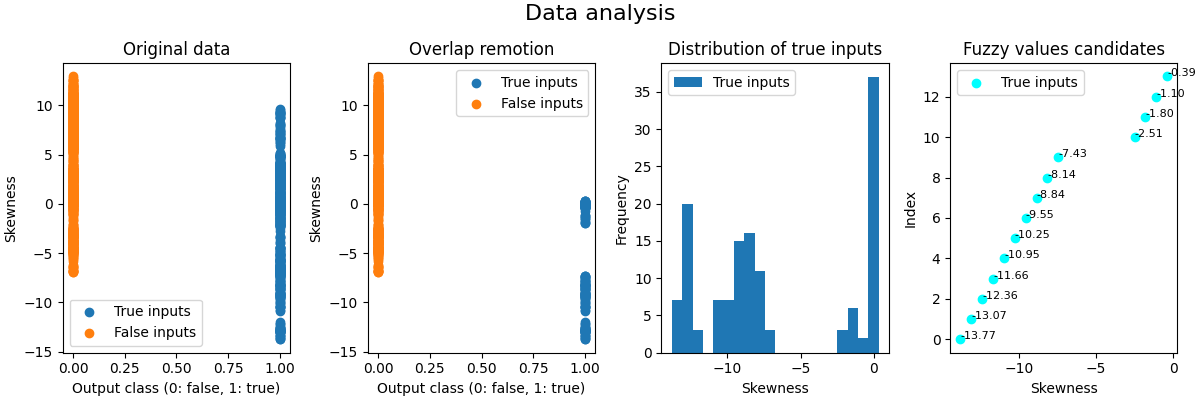 Data analysis
Original data
Skewness
10
5
0
−5
−10
−15
True inputs
False inputs
0.00 0.25 0.50 0.75 1.00
Output class (0: false, 1: true)
Overlap remotion
Skewness
10
5
0
−5
−10
−15
True inputs
False inputs
0.00 0.25 0.50 0.75 1.00
Output class (0: false, 1: true)
Distribution of true inputs
Frequency
35
30
25
20
15
10
5
0
True inputs
−10 −5 0
Skewness
Fuzzy values candidates
Index
12
10
8
6
4
2
0
True inputs
-0.39
-1.10
-1.80
-2.51
-7.43
-8.14
-8.84
-9.55
-10.25
-10.95
-11.66
-12.36
-13.07
-13.77
−10 −5 0
Skewness